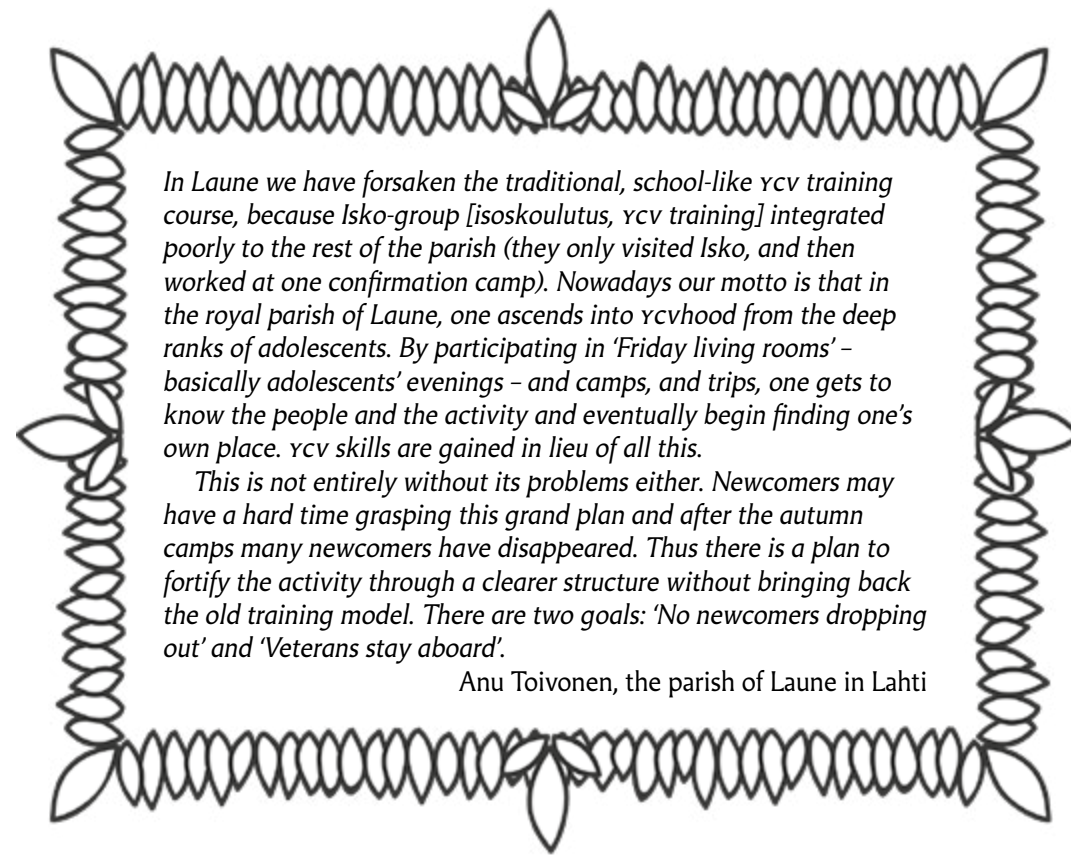 In Laune we have forsaken the traditional, school-like YCV training
course, because Isko-group [isoskoulutus, YCV training] integrated
poorly to the rest of the parish (they only visited Isko, and then
worked at one confirmation camp). Nowadays our motto is that in
the royal parish of Laune, one ascends into YCVhood from the deep
ranks of adolescents. By participating in ‘Friday living rooms’ –
basically adolescents’ evenings – and camps, and trips, one gets to
know the people and the activity and eventually begin finding one’s
own place. YCV skills are gained in lieu of all this.
This is not entirely without its problems either. Newcomers may
have a hard time grasping this grand plan and after the autumn
camps many newcomers have disappeared. Thus there is a plan to
fortify the activity through a clearer structure without bringing back
the old training model. There are two goals: ‘No newcomers dropping
out’ and ‘Veterans stay aboard’.
Anu Toivonen, the parish of Laune in Lahti